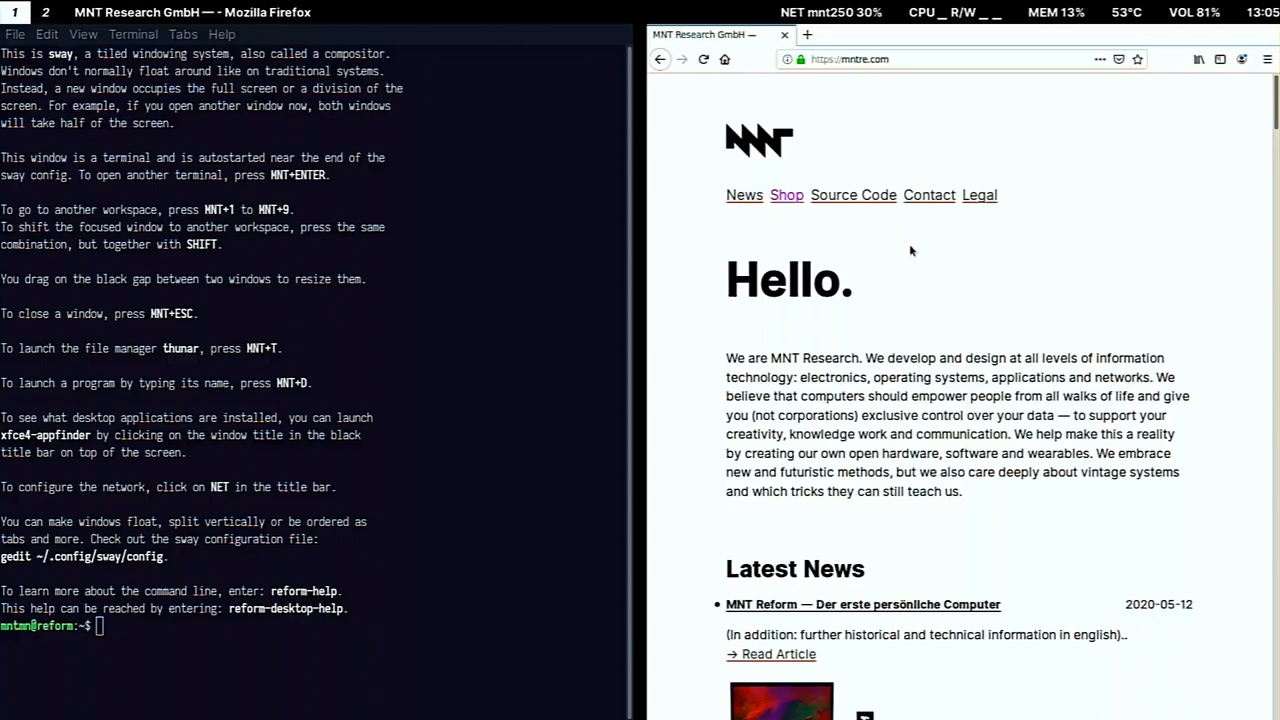 1 2 MNT Research GmbH — - Mozilla Firefox NET mnt250 30% CPU _ R/W _ _ MEM 13% 53°C VOL 81% 13:05
File Edit View Terminal Tabs Help
This is sway, a tiled windowing system, also called a compositor.
Windows don't normally float around like on traditional systems.
Instead, a new window occupies the full screen or a division of the
screen. For example, if you open another window now, both windows
will take half of the screen.
This window is a terminal and is autostarted near the end of the
sway config. To open another terminal, press MNT+ENTER.
To go to another workspace, press MNT+1 to MNT+9.
To shift the focused window to another workspace, press the same
combination, but together with SHIFT.
You drag on the black gap between two windows to resize them.
To close a window, press MNT+ESC.
To launch the file manager thunar, press MNT+T.
To launch a program by typing its name, press MNT+D.
To see what desktop applications are installed, you can launch
xfce4-appfinder by clicking on the window title in the black
title bar on top of the screen.
To configure the network, click on NET in the title bar.
You can make windows float, split vertically or be ordered as
tabs and more. Check out the sway configuration file:
gedit ~/.config/sway/config.
To learn more about the command line, enter: reform-help.
This help can be reached by entering: reform-desktop-help.
mntmn@reform:~$
MNT Research GmbH —
https://mntre.com
MNT
News Shop Source Code Contact Legal
Hello.
We are MNT Research. We develop and design at all levels of information
technology: electronics, operating systems, applications and networks. We
believe that computers should empower people from all walks of life and give
you (not corporations) exclusive control over your data — to support your
creativity, knowledge work and communication. We help make this a reality
by creating our own open hardware, software and wearables. We embrace
new and futuristic methods, but we also care deeply about vintage systems
and which tricks they can still teach us.
Latest News
• MNT Reform — Der erste persönliche Computer 2020-05-12
(In addition: further historical and technical information in english)..
→ Read Article